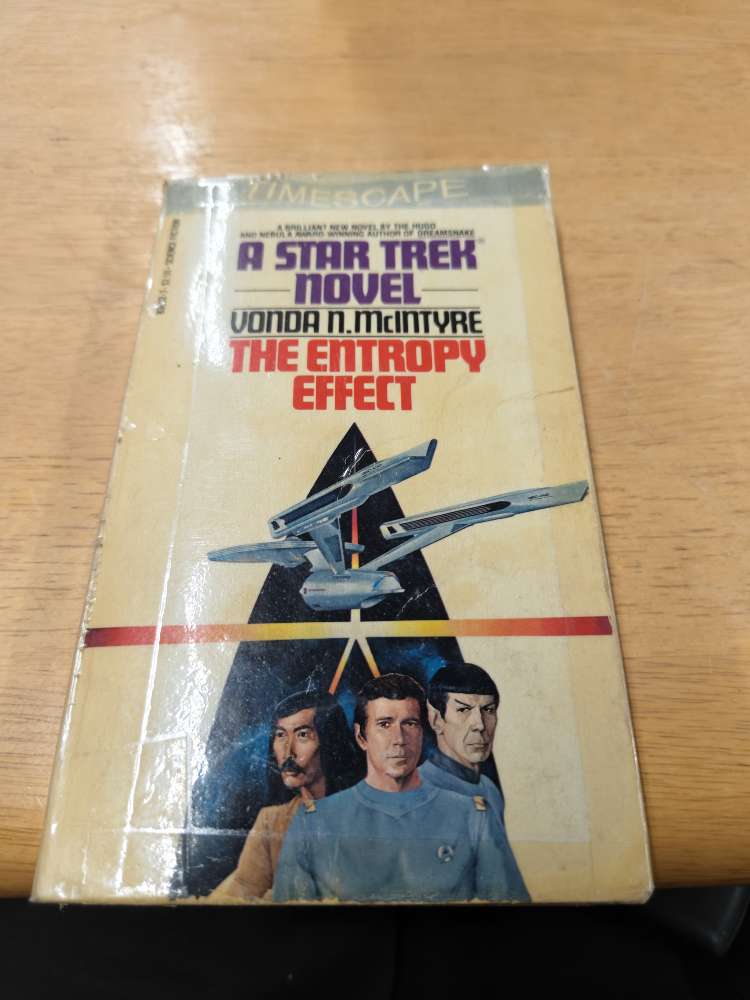 TIMESCAPE
A BRILLIANT NEW NOVEL BY THE HUGO
AND NEBULA AWARD-WINNING AUTHOR OF DREAMSNAKE
A STAR TREK®
NOVEL
VONDA N. McINTYRE
THE ENTROPY
EFFECT